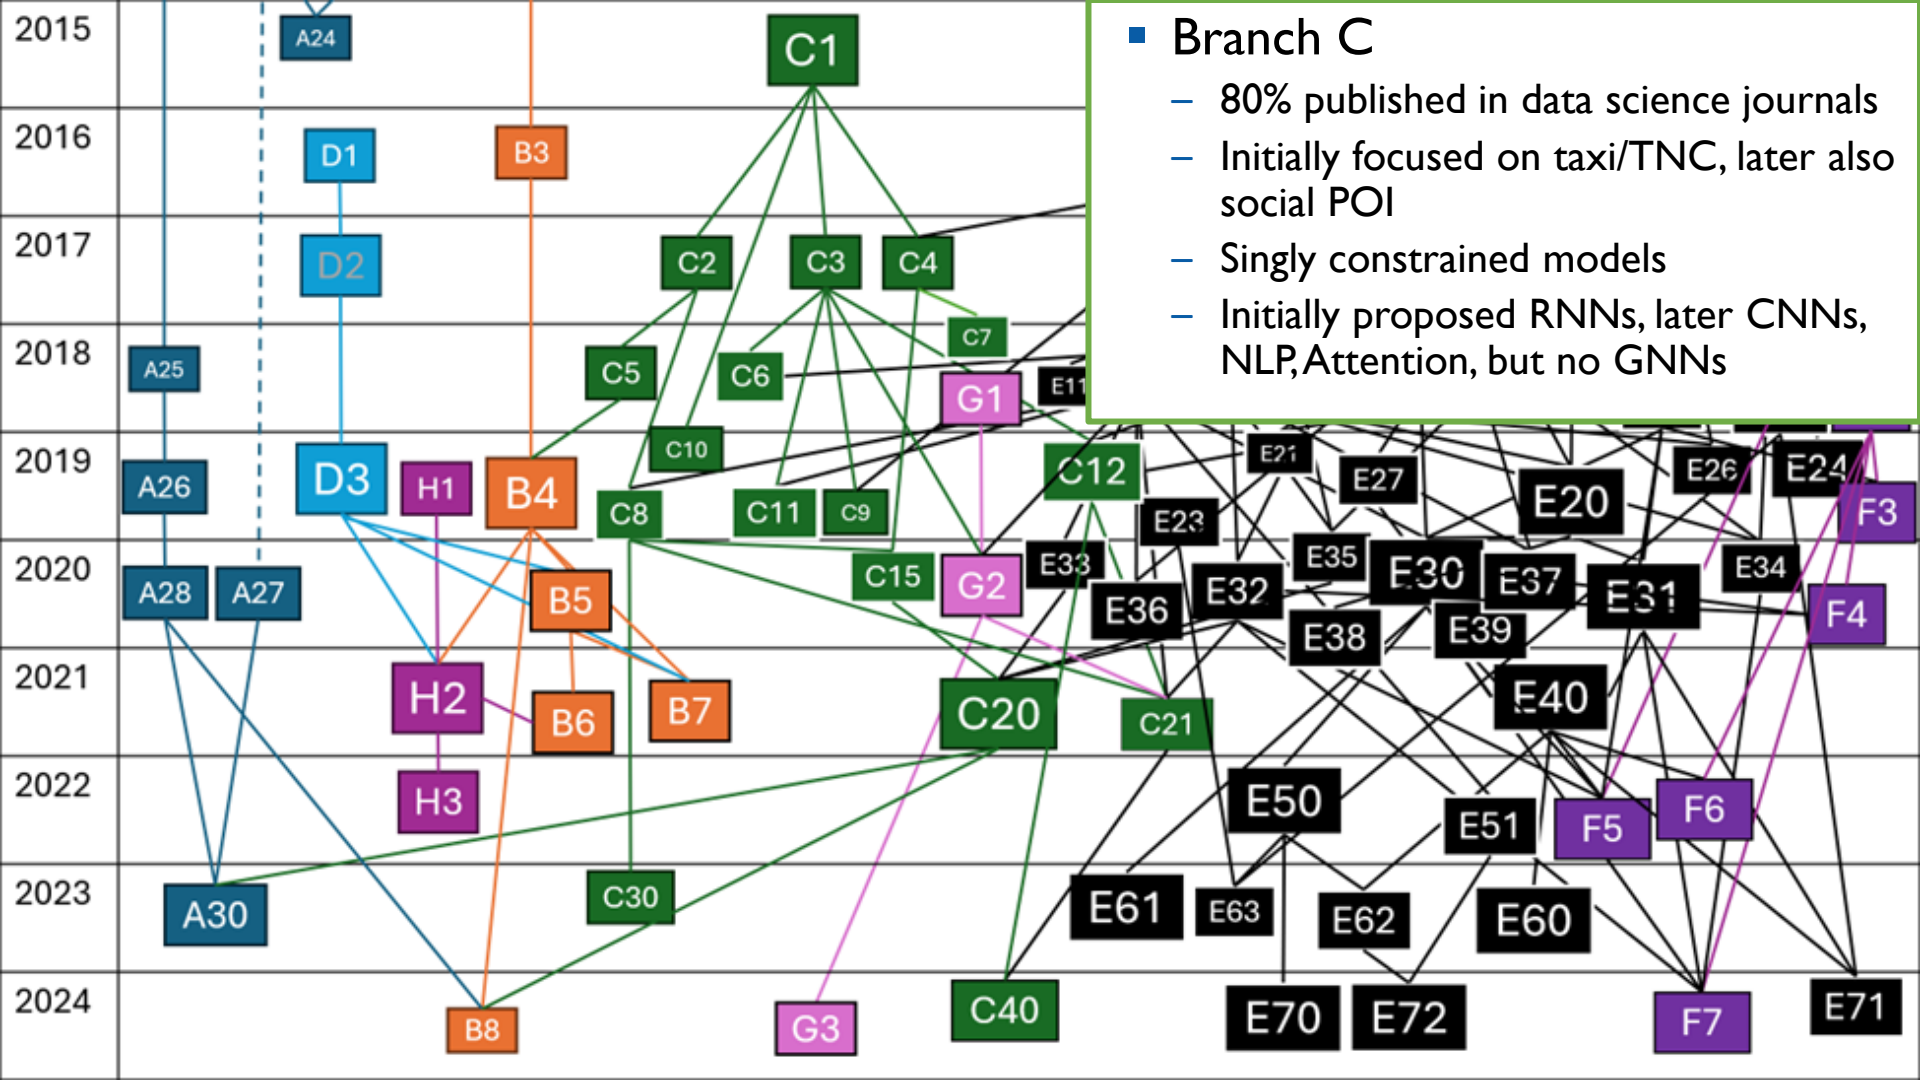 2015
A24
C1
2016
D1
B3
2017
D2
C2
C3
C4
C7
2018
A25
C5
C6
G1
E11
2019
A26
D3
H1
B4
C10
C8
C11
C9
C12
E21
E23
E27
E20
E26
E24
F3
2020
A28
A27
B5
C15
G2
E33
E36
E32
E35
E38
E30
E39
E37
E31
E34
F4
2021
H2
B6
B7
C20
C21
E40
2022
H3
E50
E51
F5
F6
2023
A30
C30
E61
E63
E62
E60
2024
B8
G3
C40
E70
E72
F7
E71
▪ Branch C
– 80% published in data science journals
– Initially focused on taxi/TNC, later also
social POI
– Singly constrained models
– Initially proposed RNNs, later CNNs,
NLP, Attention, but no GNNs